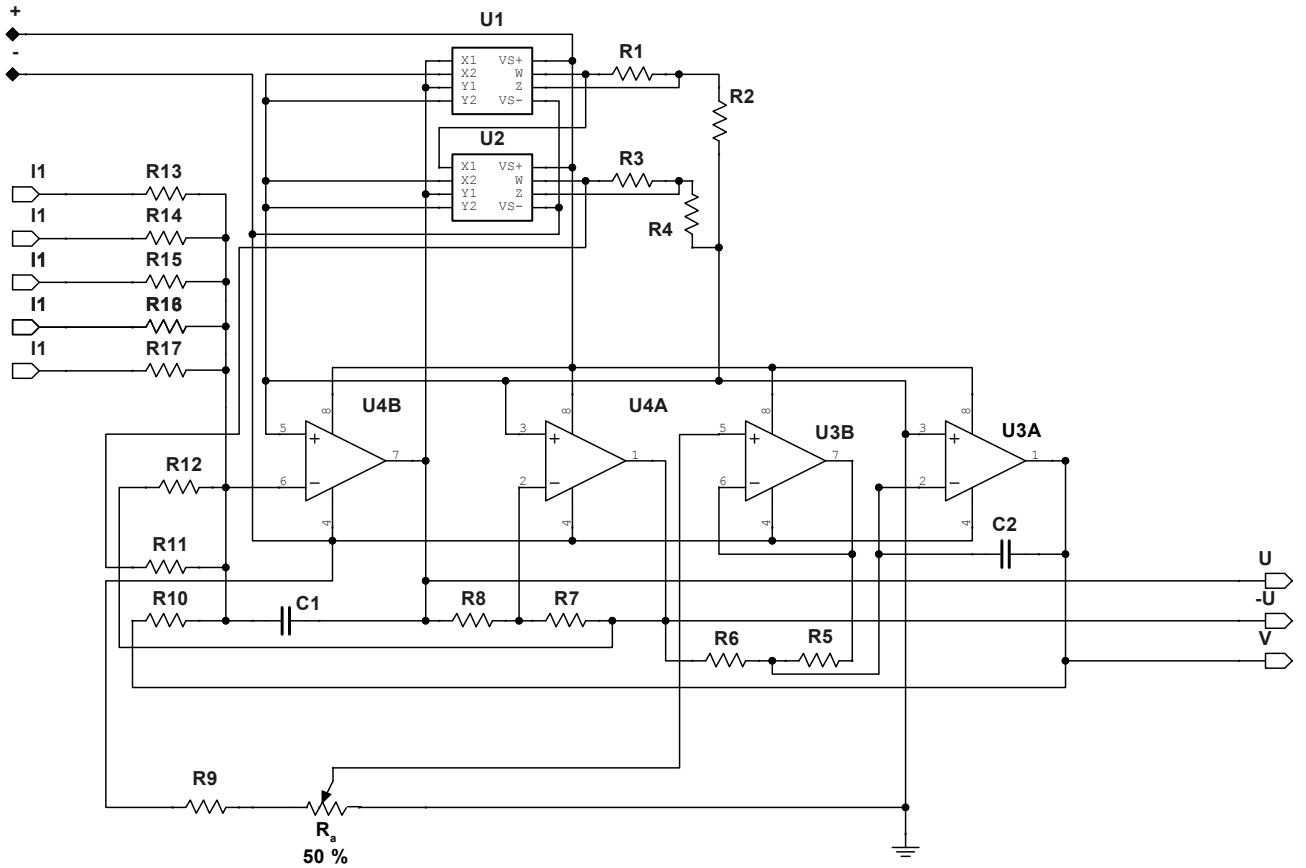 +
-
U1
X1 VS+
X2 W
Y1 Z
Y2 VS-
R1
R2
U2
X1 VS+
X2 W
Y1 Z
Y2 VS-
R3
R4
I1 R13
I1 R14
I1 R15
I1
I1 R17
U4B
5
6
7
8
4
U4A
3
2
1
8
4
U3B
5
6
7
8
4
U3A
3
2
1
8
4
R12
R11
R10
C1
R8
R7
C2
R6
R5
U
-U
V
R9
Ra
50 %